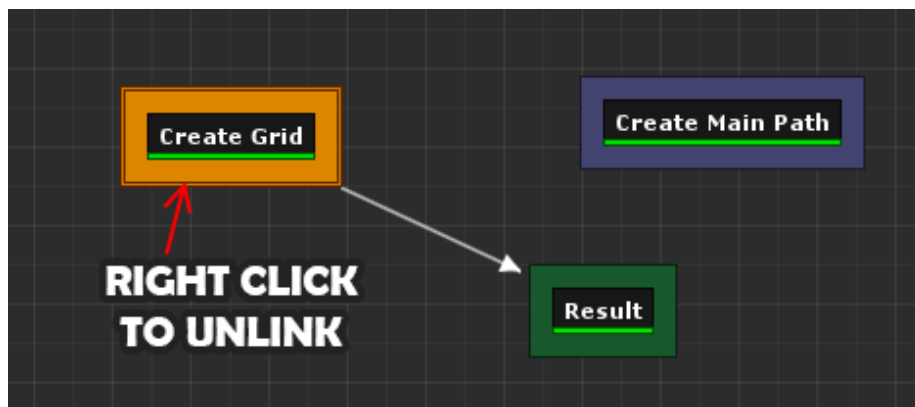 Create Grid
Create Main Path
RIGHT CLICK
TO UNLINK
Result